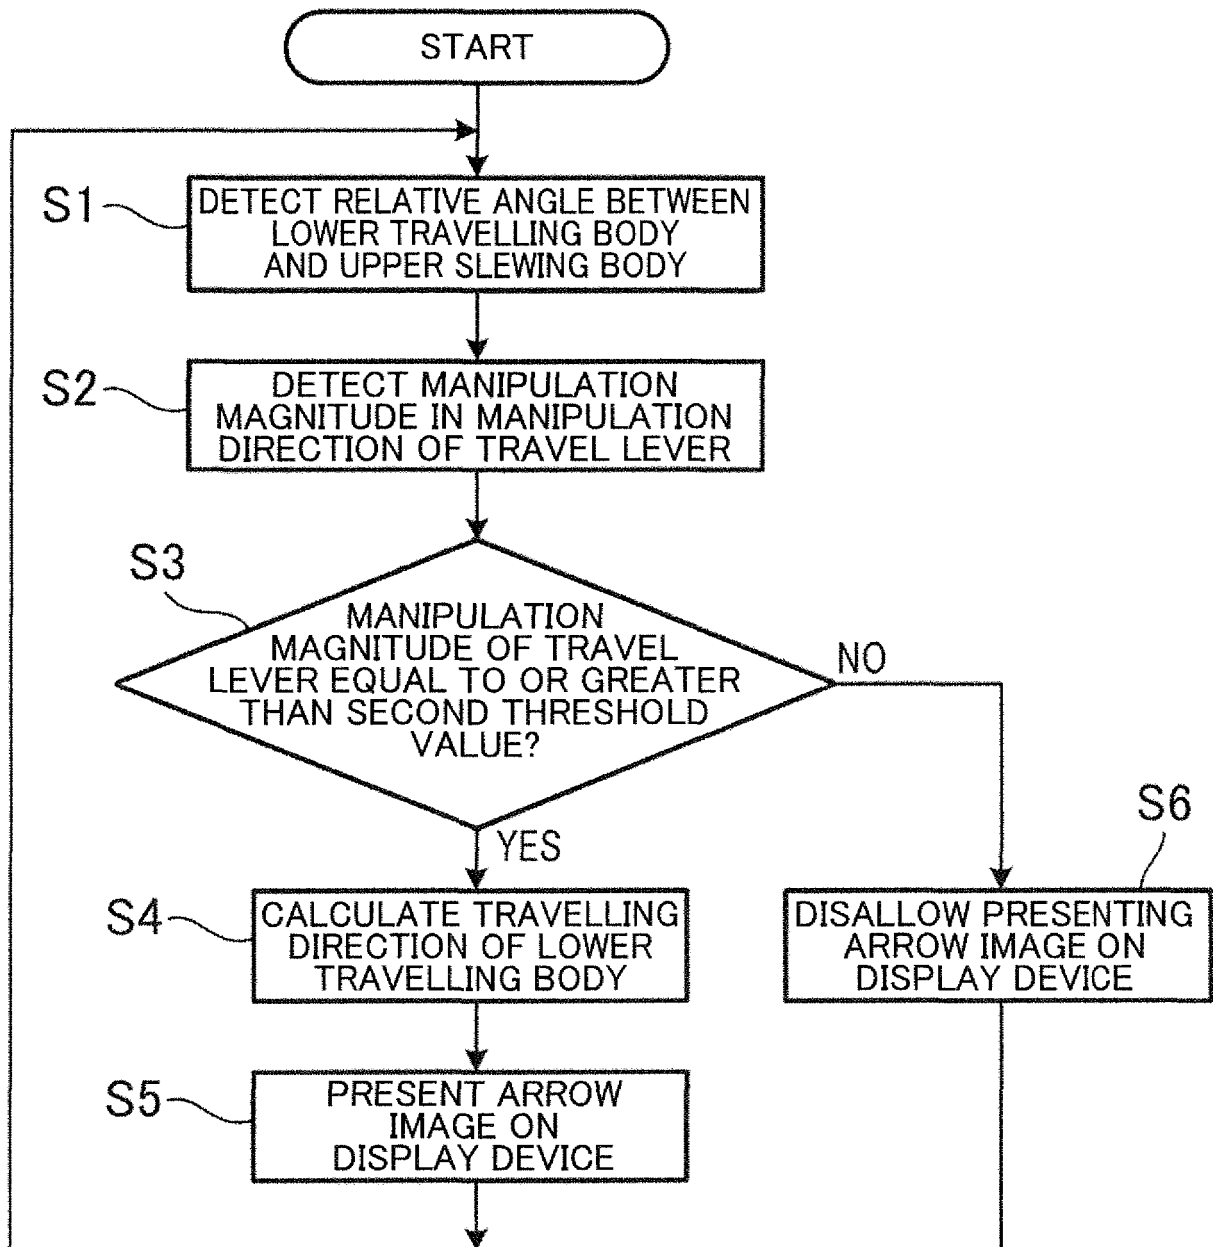 START
S1
DETECT RELATIVE ANGLE BETWEEN
LOWER TRAVELLING BODY
AND UPPER SLEWING BODY
S2
DETECT MANIPULATION
MAGNITUDE IN MANIPULATION
DIRECTION OF TRAVEL LEVER
S3
MANIPULATION
MAGNITUDE OF TRAVEL
LEVER EQUAL TO OR GREATER
THAN SECOND THRESHOLD
VALUE?
NO
YES
S6
DISALLOW PRESENTING
ARROW IMAGE ON
DISPLAY DEVICE
S4
CALCULATE TRAVELLING
DIRECTION OF LOWER
TRAVELLING BODY
S5
PRESENT ARROW
IMAGE ON
DISPLAY DEVICE